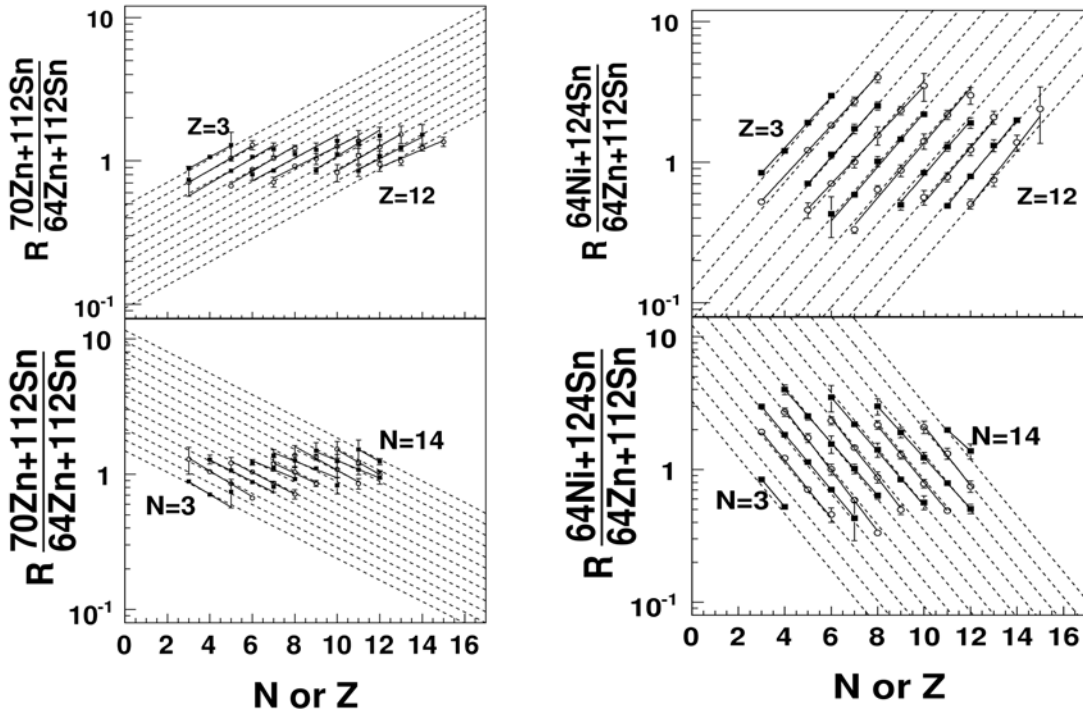 10
1
10⁻¹
R 70Zn+112Sn
64Zn+112Sn
Z=3
Z=12
10
1
10⁻¹
R 64Ni+124Sn
64Zn+112Sn
Z=3
Z=12
10
1
10⁻¹
R 70Zn+112Sn
64Zn+112Sn
N=14
N=3
0 2 4 6 8 10 12 14 16
N or Z
10
1
10⁻¹
R 64Ni+124Sn
64Zn+112Sn
N=14
N=3
0 2 4 6 8 10 12 14 16
N or Z